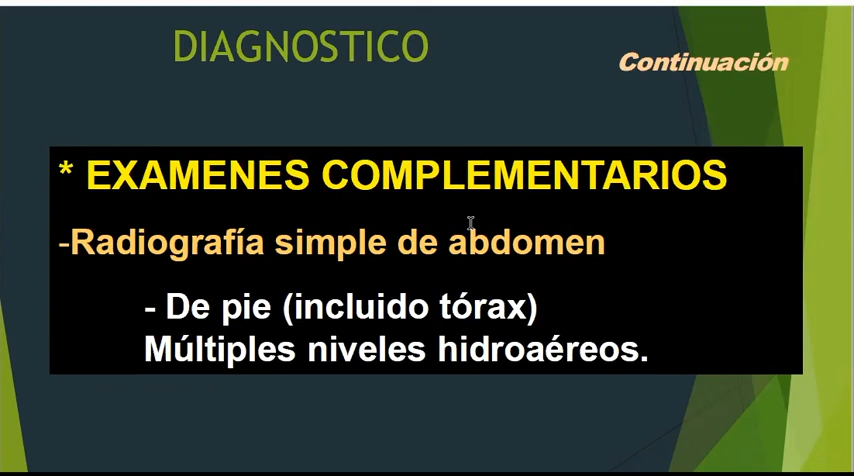 DIAGNOSTICO
Continuación
* EXAMENES COMPLEMENTARIOS
-Radiografía simple de abdomen
- De pie (incluido tórax)
Múltiples niveles hidroaéreos.